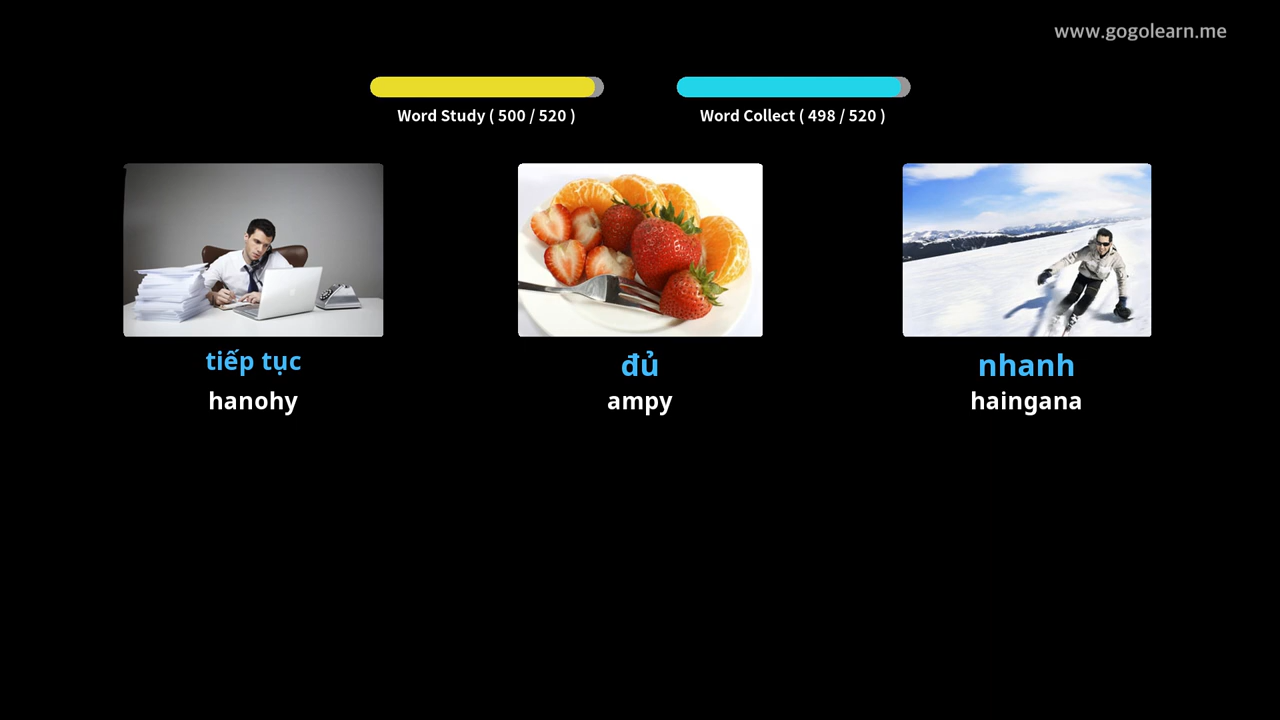 www.gogolearn.me
Word Study ( 500 / 520 )
Word Collect ( 498 / 520 )
tiếp tục
hanohy
đủ
ampy
nhanh
haingana